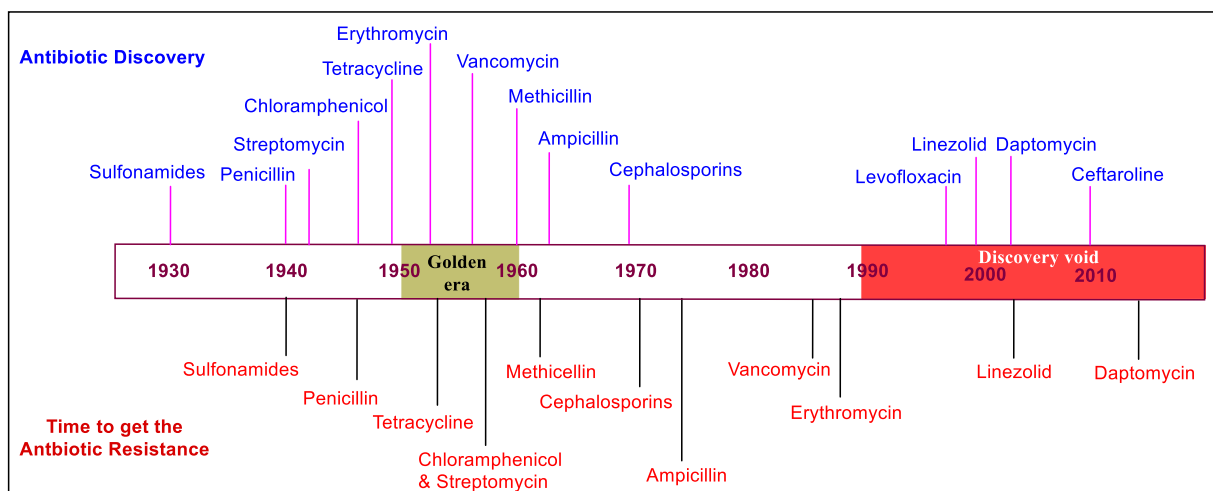 Antibiotic Discovery
Erythromycin
Tetracycline
Vancomycin
Chloramphenicol
Methicillin
Streptomycin
Ampicillin
Sulfonamides
Penicillin
Cephalosporins
Linezolid
Daptomycin
Levofloxacin
Ceftaroline
1930
1940
1950
Golden
era
1960
1970
1980
1990
Discovery void
2000
2010
Sulfonamides
Penicillin
Tetracycline
Chloramphenicol
& Streptomycin
Methicellin
Cephalosporins
Ampicillin
Vancomycin
Erythromycin
Linezolid
Daptomycin
Time to get the
Antbiotic Resistance